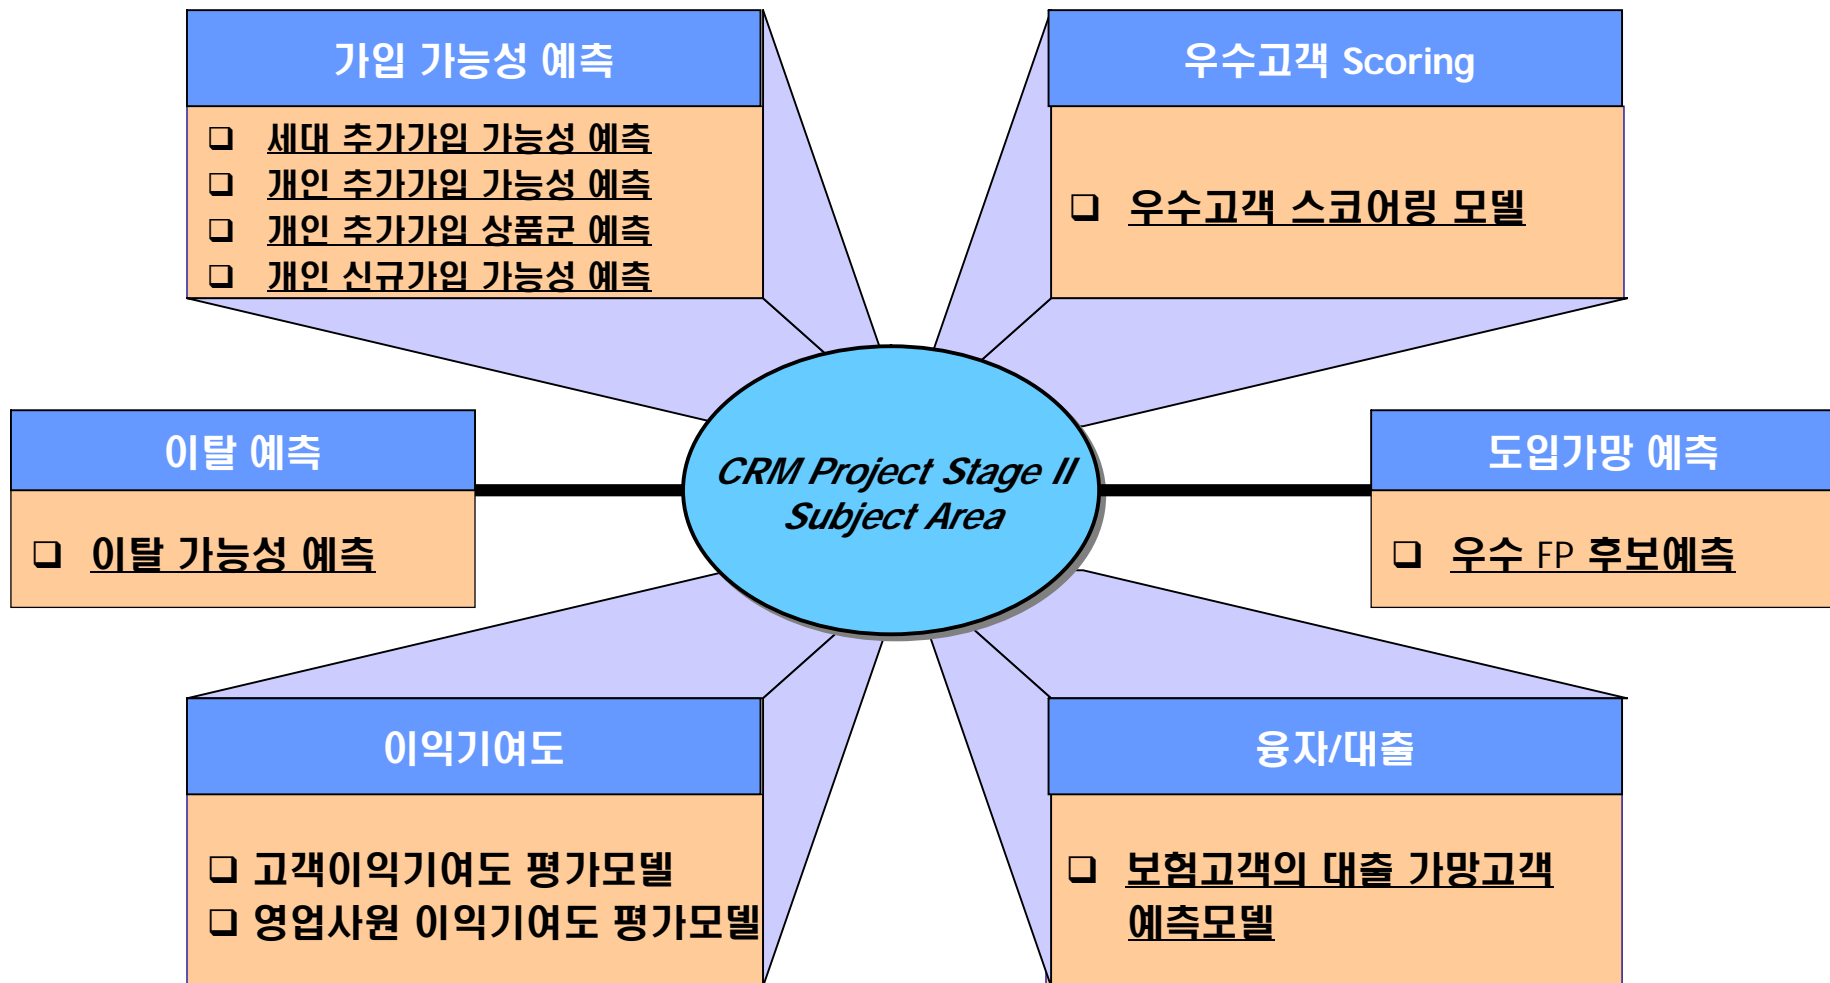 가입 가능성 예측
❑ 세대 추가가입 가능성 예측
❑ 개인 추가가입 가능성 예측
❑ 개인 추가가입 상품군 예측
❑ 개인 신규가입 가능성 예측
우수고객 Scoring
❑ 우수고객 스코어링 모델
이탈 예측
❑ 이탈 가능성 예측
CRM Project Stage II
Subject Area
도입가망 예측
❑ 우수 FP 후보예측
이익기여도
❑ 고객이익기여도 평가모델
❑ 영업사원 이익기여도 평가모델
융자/대출
❑ 보험고객의 대출 가망고객
예측모델